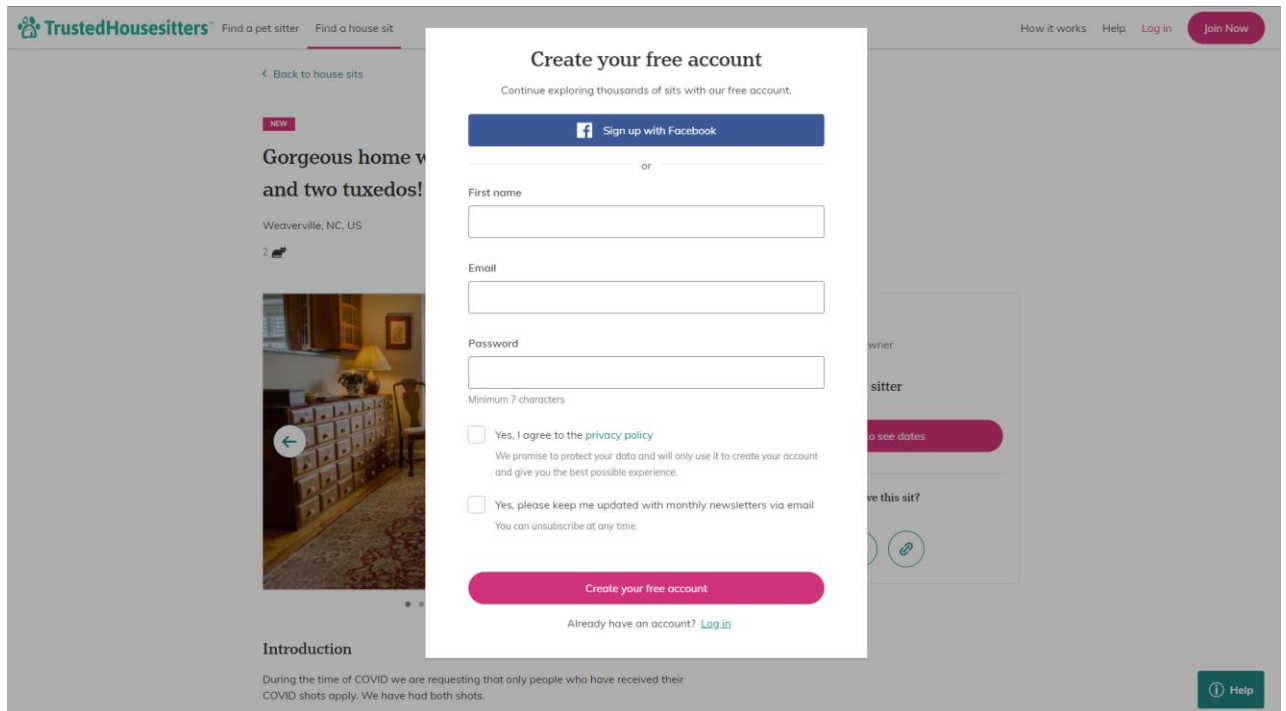 TrustedHousesitters™ Find a pet sitter Find a house sit How it works Help Log in Join Now
< Back to house sits
NEW
Gorgeous home w
and two tuxedos!
Weaverville, NC, US
2
Create your free account
Continue exploring thousands of sits with our free account.
Sign up with Facebook
or
First name
Email
Password
Minimum 7 characters
Yes, I agree to the privacy policy
We promise to protect your data and will only use it to create your account
and give you the best possible experience.
Yes, please keep me updated with monthly newsletters via email
You can unsubscribe at any time.
Create your free account
Already have an account? Log in
wner
sitter
o see dates
ve this sit?
Introduction
During the time of COVID we are requesting that only people who have received their
COVID shots apply. We have had both shots.
Help